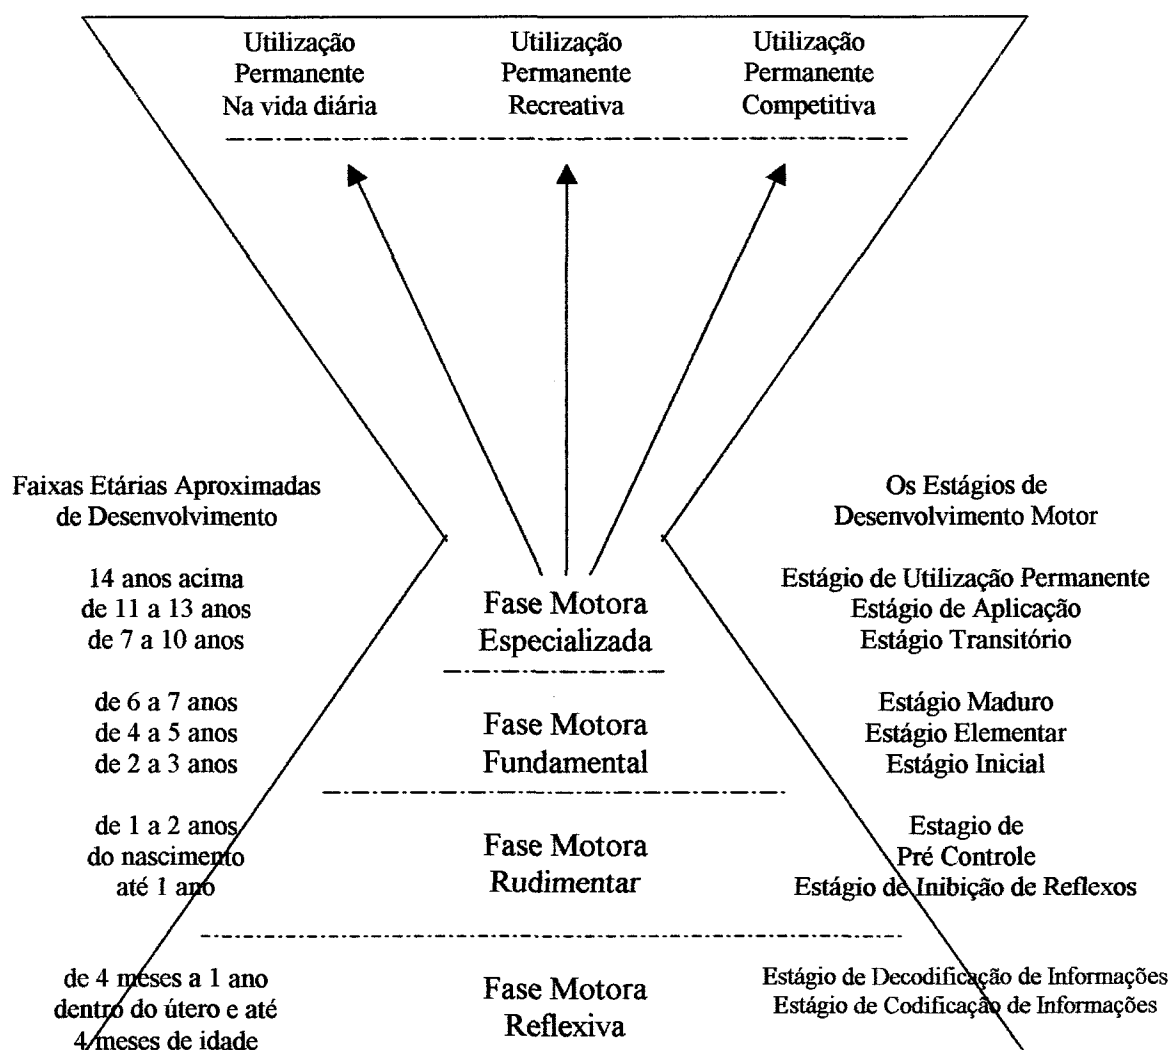 Utilização
Permanente
Na vida diária
Utilização
Permanente
Recreativa
Utilização
Permanente
Competitiva
Faixas Etárias Aproximadas
de Desenvolvimento
14 anos acima
de 11 a 13 anos
de 7 a 10 anos
de 6 a 7 anos
de 4 a 5 anos
de 2 a 3 anos
de 1 a 2 anos
do nascimento
até 1 ano
de 4 meses a 1 ano
dentro do útero e até
4 meses de idade
Fase Motora
Especializada
Fase Motora
Fundamental
Fase Motora
Rudimentar
Fase Motora
Reflexiva
Os Estágios de
Desenvolvimento Motor
Estágio de Utilização Permanente
Estágio de Aplicação
Estágio Transitório
Estágio Maduro
Estágio Elementar
Estágio Inicial
Estagio de
Pré Controle
Estágio de Inibição de Reflexos
Estágio de Decodificação de Informações
Estágio de Codificação de Informações